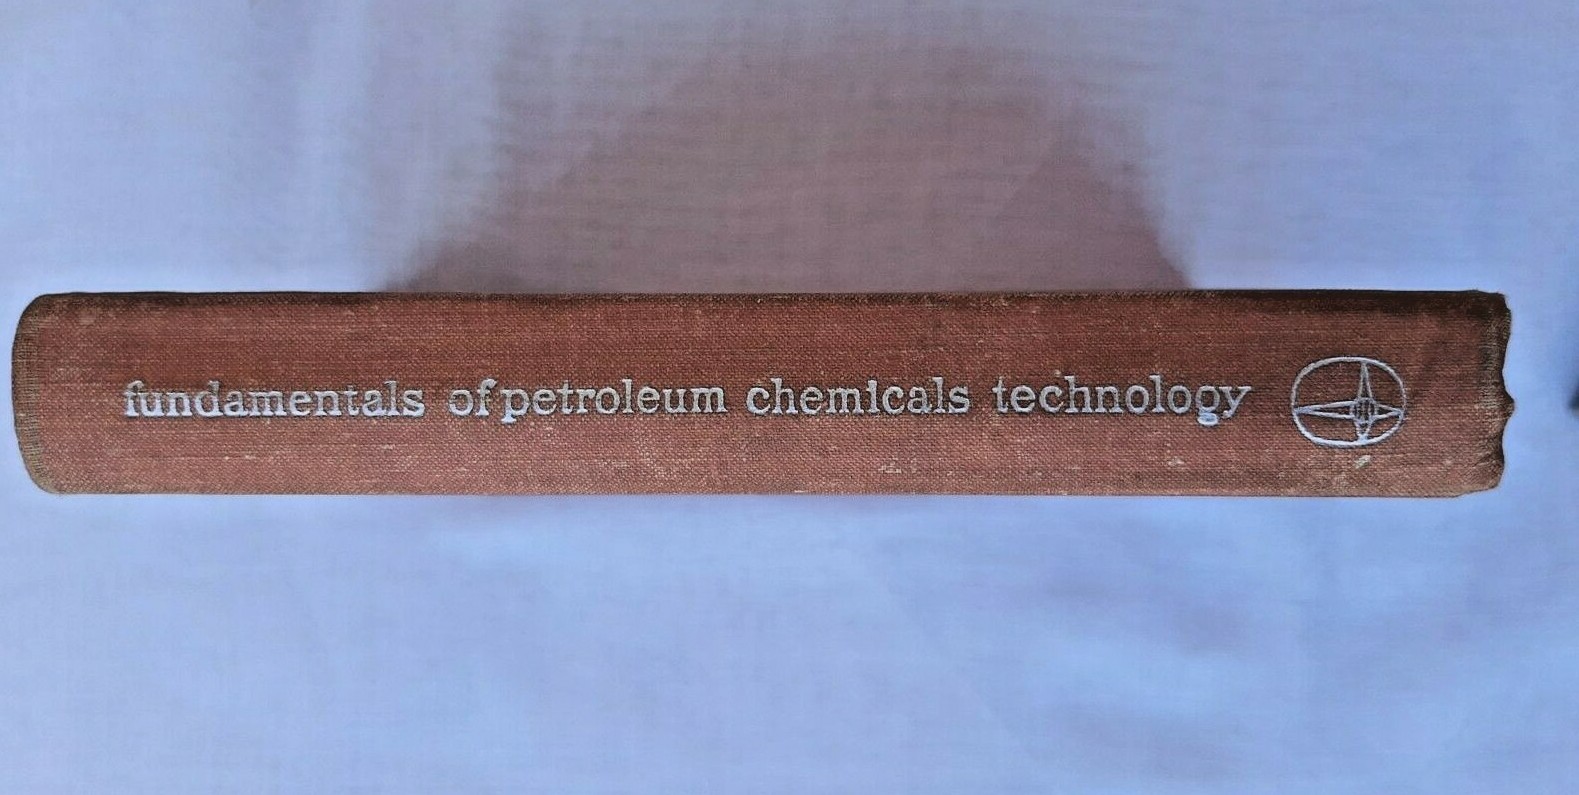 fundamentals of petroleum chemicals technology